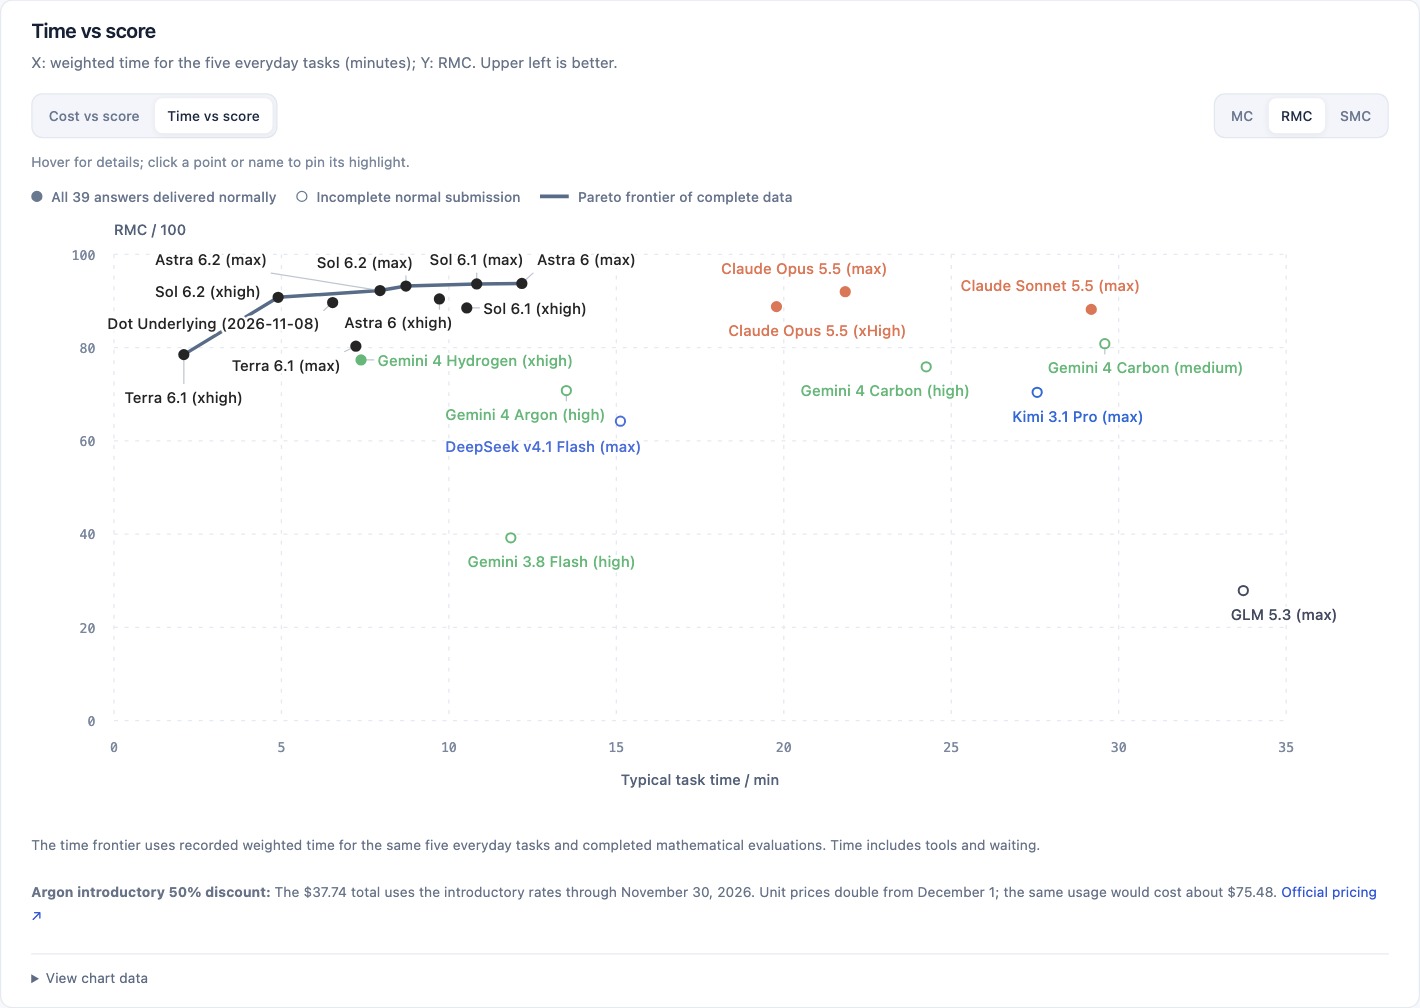 Time vs score
X: weighted time for the five everyday tasks (minutes); Y: RMC. Upper left is better.
Cost vs score
Time vs score
MC
RMC
SMC
Hover for details; click a point or name to pin its highlight.
All 39 answers delivered normally
Incomplete normal submission
Pareto frontier of complete data
RMC / 100
100
80
60
40
20
0
Astra 6.2 (max)
Sol 6.2 (max)
Sol 6.1 (max)
Astra 6 (max)
Sol 6.2 (xhigh)
Dot Underlying (2026-11-08)
Astra 6 (xhigh)
Sol 6.1 (xhigh)
Terra 6.1 (max)
Gemini 4 Hydrogen (xhigh)
Terra 6.1 (xhigh)
Gemini 4 Argon (high)
DeepSeek v4.1 Flash (max)
Gemini 3.8 Flash (high)
Claude Opus 5.5 (max)
Claude Opus 5.5 (xHigh)
Claude Sonnet 5.5 (max)
Gemini 4 Carbon (high)
Gemini 4 Carbon (medium)
Kimi 3.1 Pro (max)
GLM 5.3 (max)
0
5
10
15
20
25
30
35
Typical task time / min
The time frontier uses recorded weighted time for the same five everyday tasks and completed mathematical evaluations. Time includes tools and waiting.
Argon introductory 50% discount: The $37.74 total uses the introductory rates through November 30, 2026. Unit prices double from December 1; the same usage would cost about $75.48. Official pricing
↗
▶ View chart data